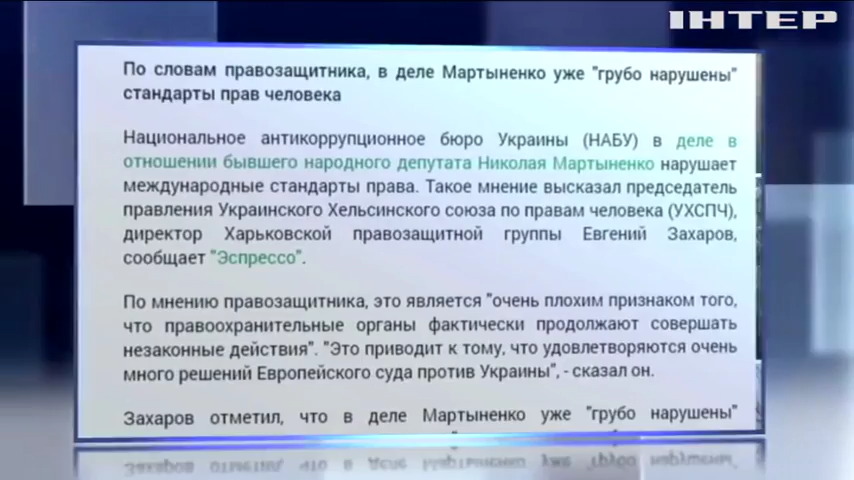 ІНТЕР
По словам правозащитника, в деле Мартыненко уже "грубо нарушены"
стандарты прав человека
Национальное антикоррупционное бюро Украины (НАБУ) в деле в
отношении бывшего народного депутата Николая Мартыненко нарушает
международные стандарты права. Такое мнение высказал председатель
правления Украинского Хельсинского союза по правам человека (УХСПЧ),
директор Харьковской правозащитной группы Евгений Захаров,
сообщает "Эспрессо".
По мнению правозащитника, это является "очень плохим признаком того,
что правоохранительные органы фактически продолжают совершать
незаконные действия". "Это приводит к тому, что удовлетворяются очень
много решений Европейского суда против Украины", - сказал он.
Захаров отметил, что в деле Мартыненко уже "грубо нарушены"